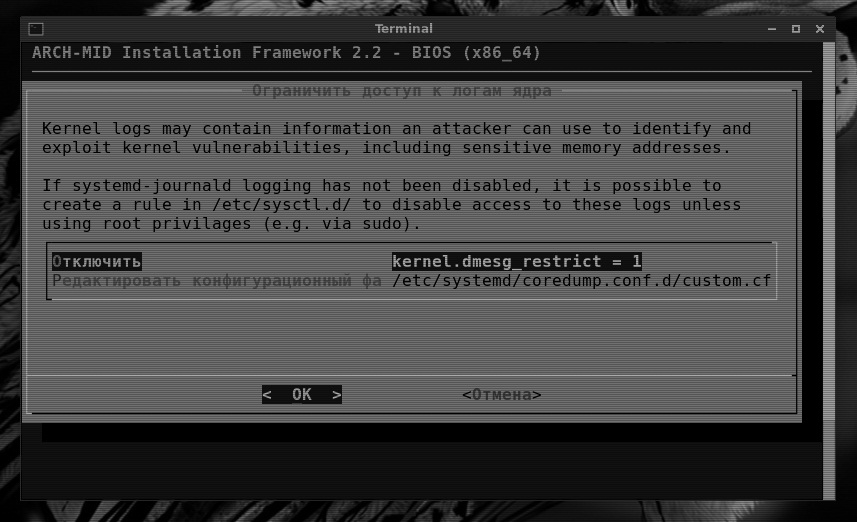 Terminal
ARCH-MID Installation Framework 2.2 - BIOS (x86_64)
Ограничить доступ к логам ядра
Kernel logs may contain information an attacker can use to identify and
exploit kernel vulnerabilities, including sensitive memory addresses.
If systemd-journald logging has not been disabled, it is possible to
create a rule in /etc/sysctl.d/ to disable access to these logs unless
using root privilages (e.g. via sudo).
Отключить kernel.dmesg_restrict = 1
Редактировать конфигурационный фа /etc/systemd/coredump.conf.d/custom.cf
< OK > <Отмена>